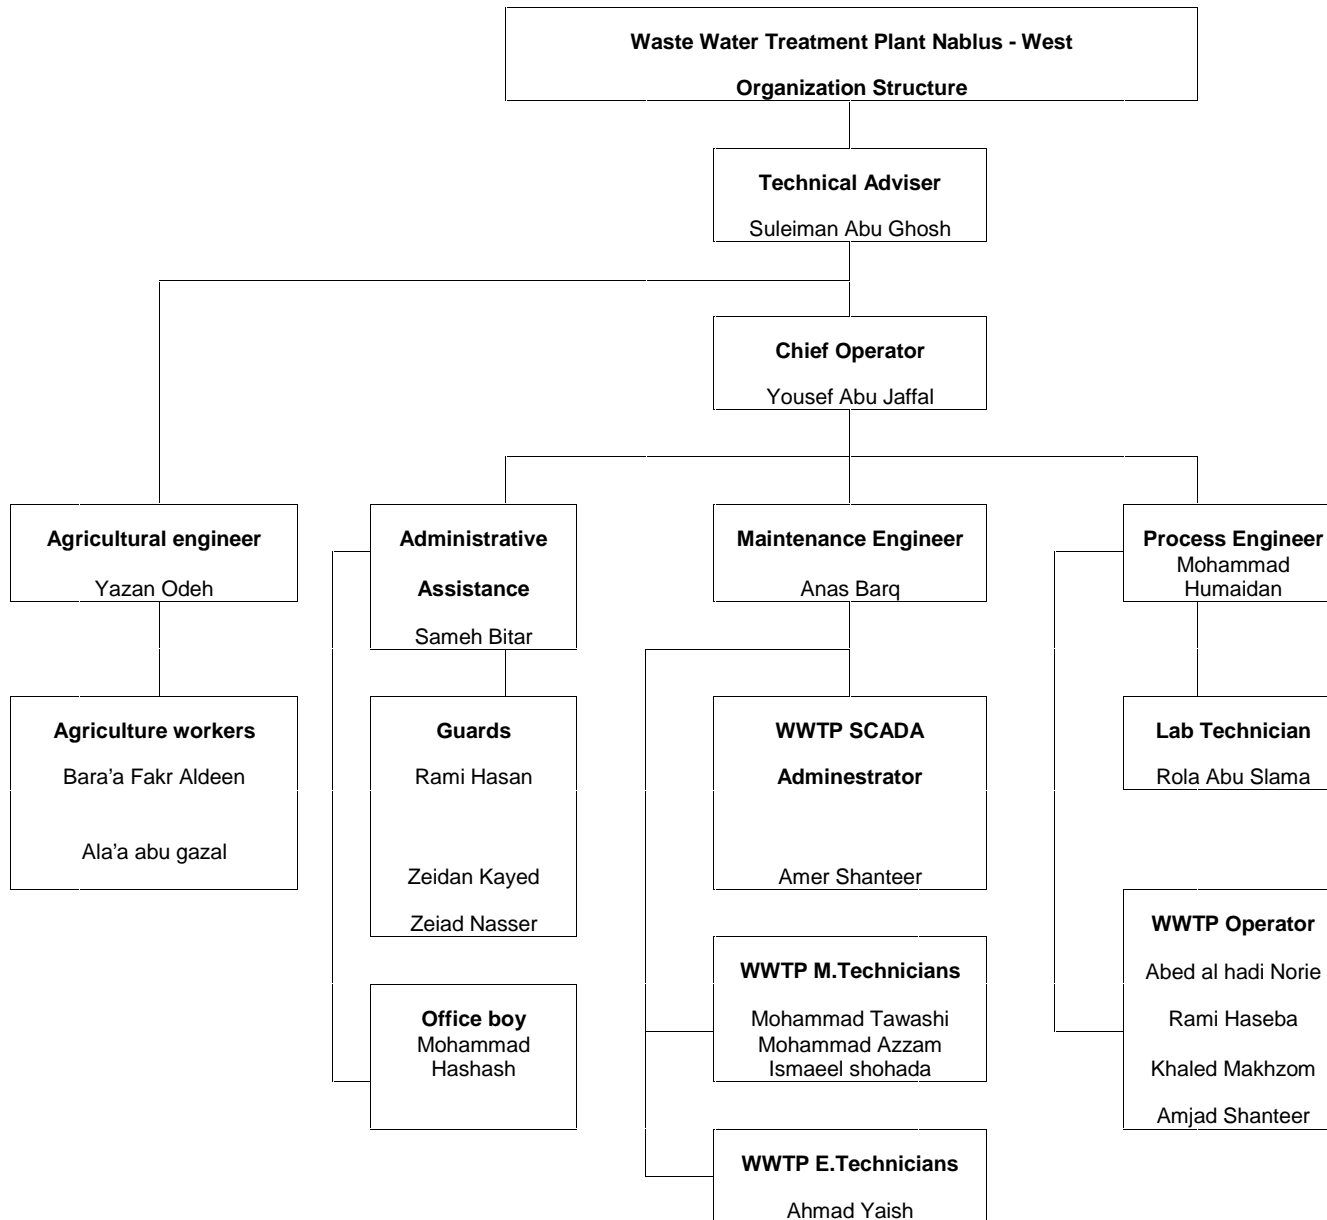 Waste Water Treatment Plant Nablus - West
Organization Structure
Technical Adviser
Suleiman Abu Ghosh
Chief Operator
Yousef Abu Jaffal
Agricultural engineer
Yazan Odeh
Administrative
Assistance
Sameh Bitar
Maintenance Engineer
Anas Barq
Process Engineer
Mohammad
Humaidan
Agriculture workers
Bara’a Fakr Aldeen
Ala’a abu gazal
Guards
Rami Hasan
Zeidan Kayed
Zeiad Nasser
WWTP SCADA
Adminestrator
Amer Shanteer
Lab Technician
Rola Abu Slama
Office boy
Mohammad
Hashash
WWTP M.Technicians
Mohammad Tawashi
Mohammad Azzam
Ismaeel shohada
WWTP Operator
Abed al hadi Norie
Rami Haseba
Khaled Makhzom
Amjad Shanteer
WWTP E.Technicians
Ahmad Yaish